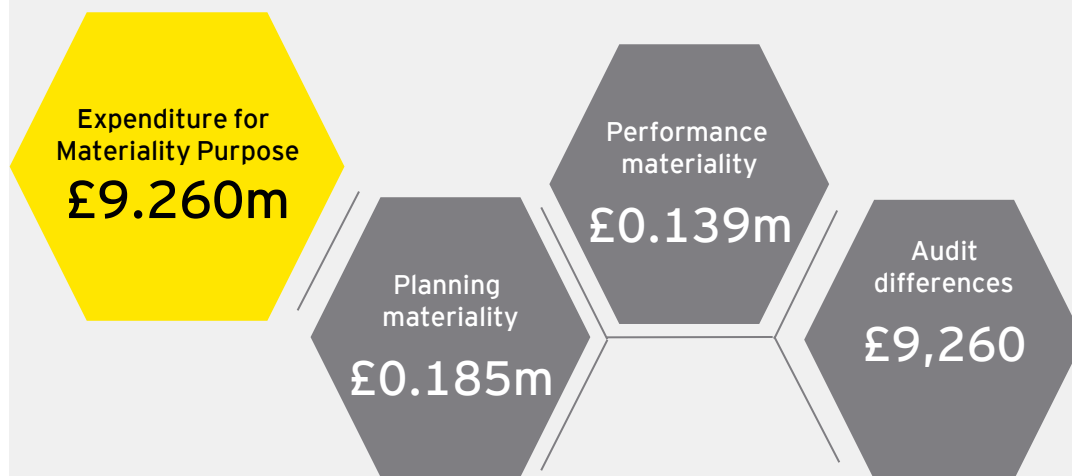 Expenditure for
Materiality Purpose
£9.260m
Planning
materiality
£0.185m
Performance
materiality
£0.139m
Audit
differences
£9,260